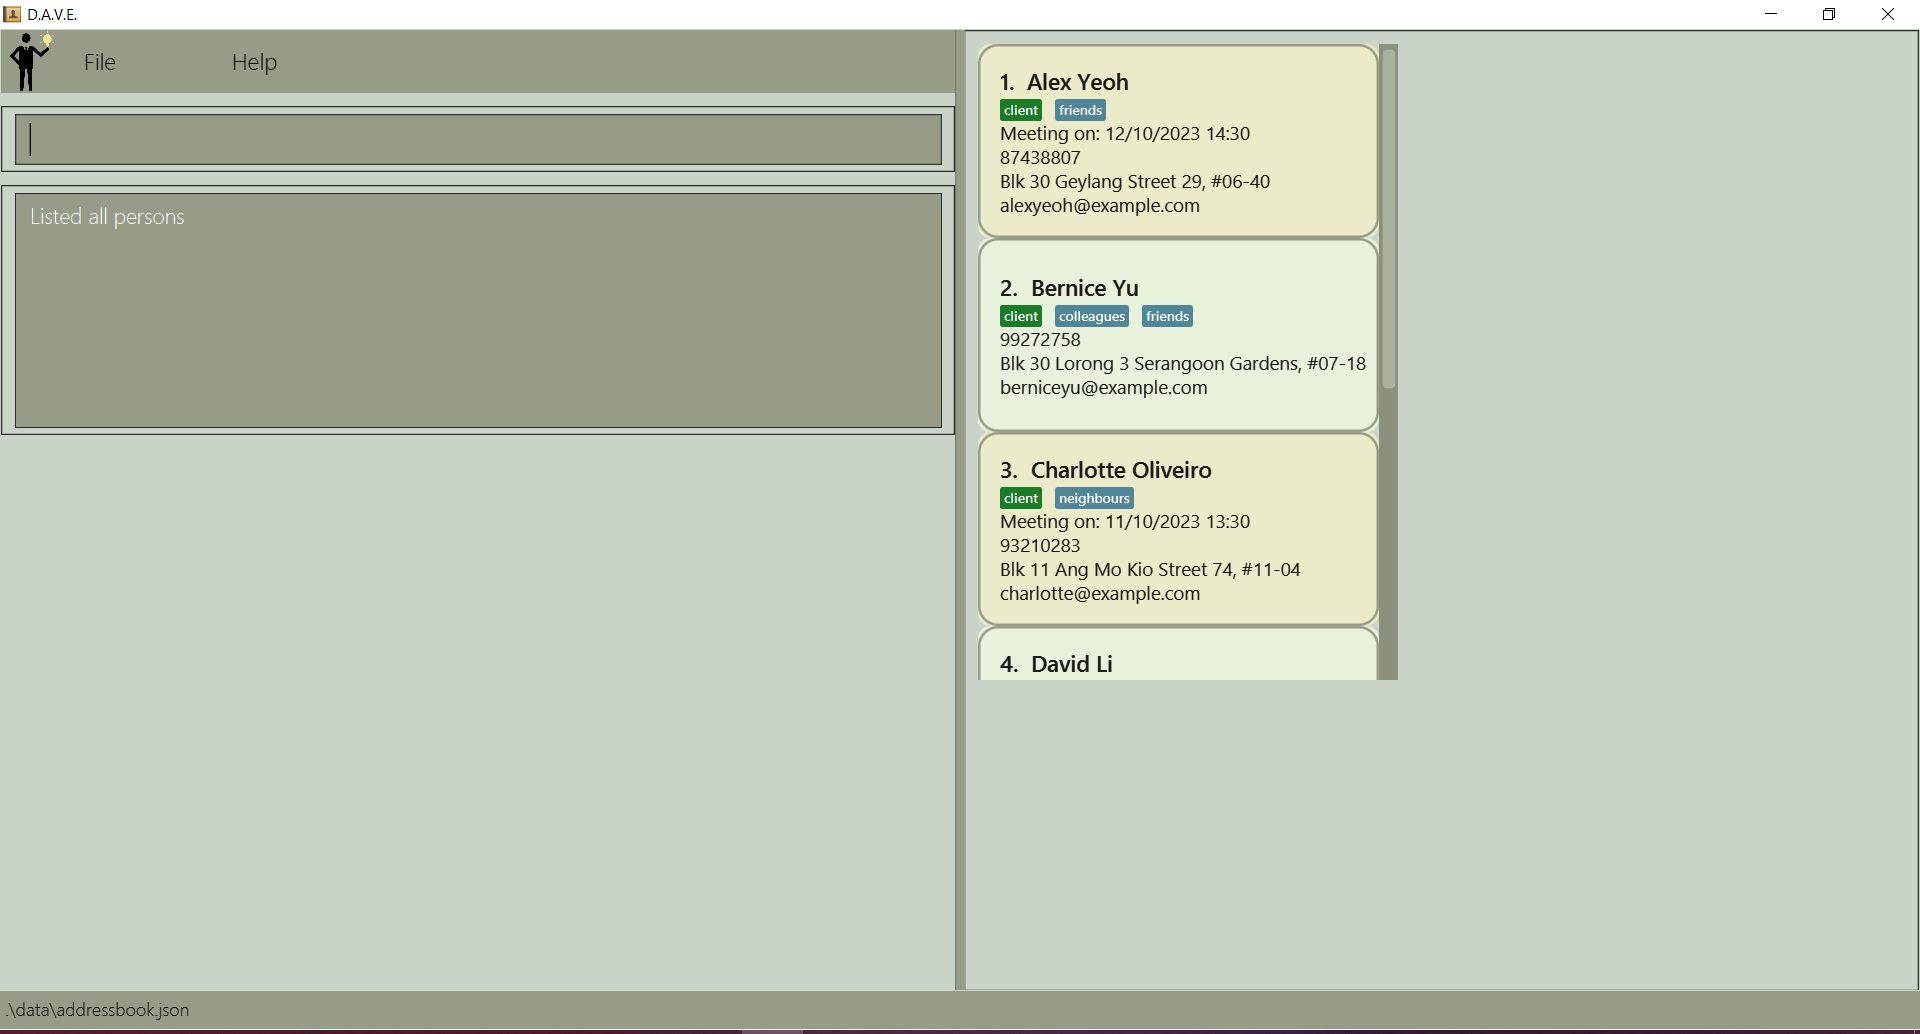 D.A.V.E.
File Help
Listed all persons
1. Alex Yeoh
client friends
Meeting on: 12/10/2023 14:30
87438807
Blk 30 Geylang Street 29, #06-40
alexyeoh@example.com
2. Bernice Yu
client colleagues friends
99272758
Blk 30 Lorong 3 Serangoon Gardens, #07-18
berniceyu@example.com
3. Charlotte Oliveiro
client neighbours
Meeting on: 11/10/2023 13:30
93210283
Blk 11 Ang Mo Kio Street 74, #11-04
charlotte@example.com
4. David Li
.\data\addressbook.json